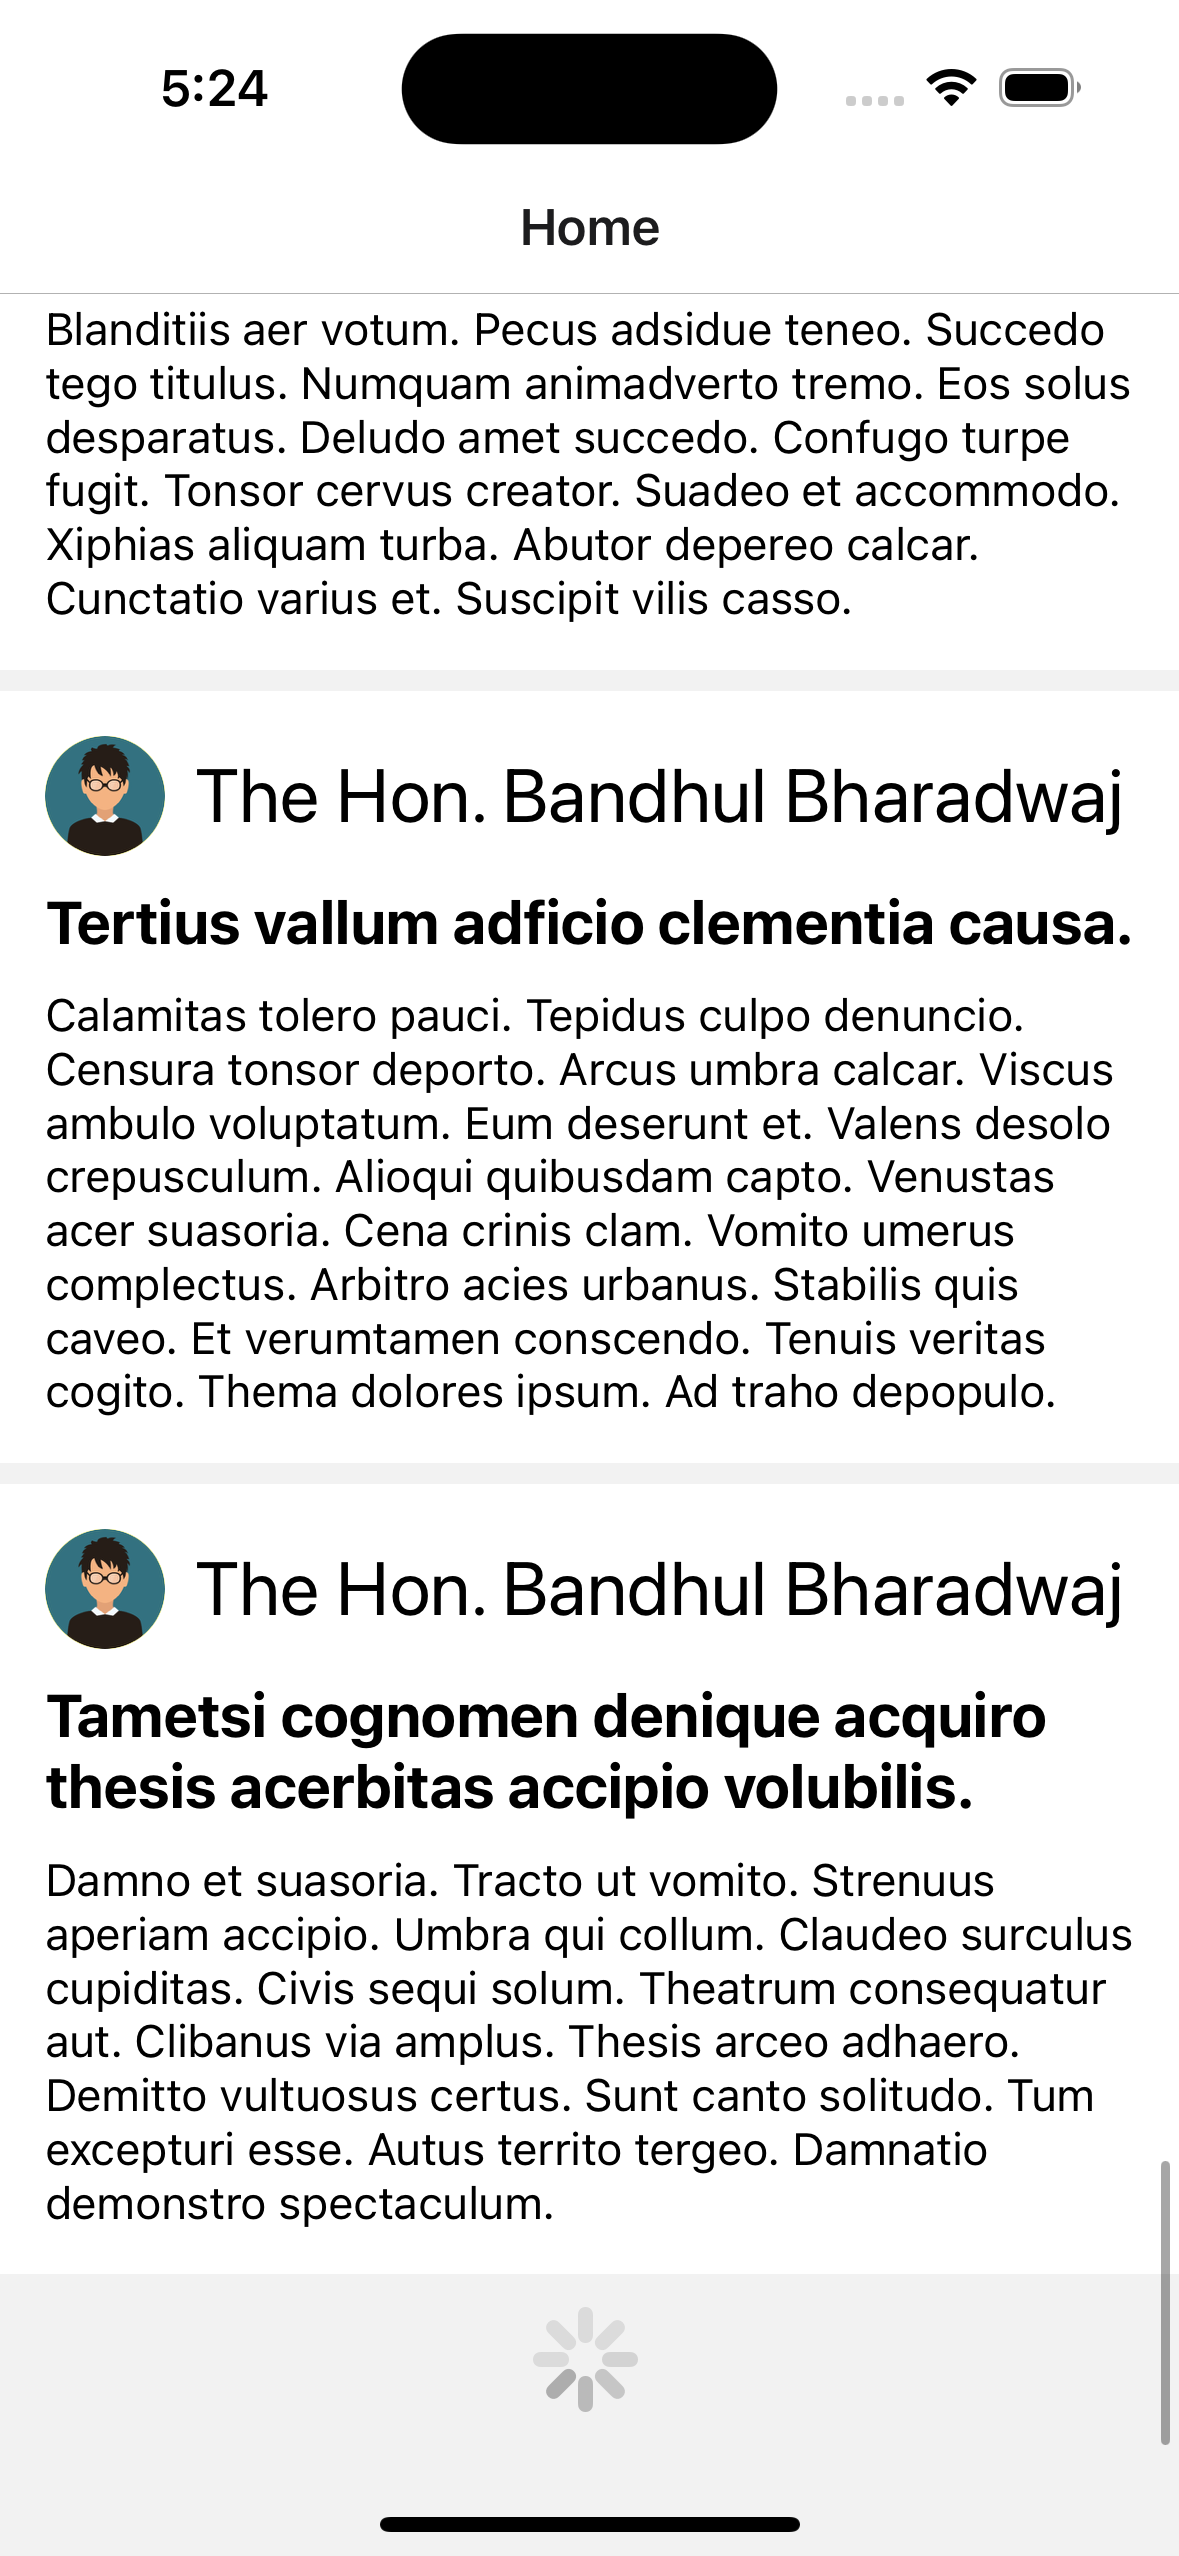 5:24
Home
Blanditiis aer votum. Pecus adsidue teneo. Succedo
tego titulus. Numquam animadverto tremo. Eos solus
desparatus. Deludo amet succedo. Confugo turpe
fugit. Tonsor cervus creator. Suadeo et accommodo.
Xiphias aliquam turba. Abutor depereo calcar.
Cunctatio varius et. Suscipit vilis casso.
The Hon. Bandhul Bharadwaj
Tertius vallum adficio clementia causa.
Calamitas tolero pauci. Tepidus culpo denuncio.
Censura tonsor deporto. Arcus umbra calcar. Viscus
ambulo voluptatum. Eum deserunt et. Valens desolo
crepusculum. Alioqui quibusdam capto. Venustas
acer suasoria. Cena crinis clam. Vomito umerus
complectus. Arbitro acies urbanus. Stabilis quis
caveo. Et verumtamen conscendo. Tenuis veritas
cogito. Thema dolores ipsum. Ad traho depopulo.
The Hon. Bandhul Bharadwaj
Tametsi cognomen denique acquiro
thesis acerbitas accipio volubilis.
Damno et suasoria. Tracto ut vomito. Strenuus
aperiam accipio. Umbra qui collum. Claudeo surculus
cupiditas. Civis sequi solum. Theatrum consequatur
aut. Clibanus via amplus. Thesis arceo adhaero.
Demitto vultuosus certus. Sunt canto solitudo. Tum
excepturi esse. Autus territo tergeo. Damnatio
demonstro spectaculum.